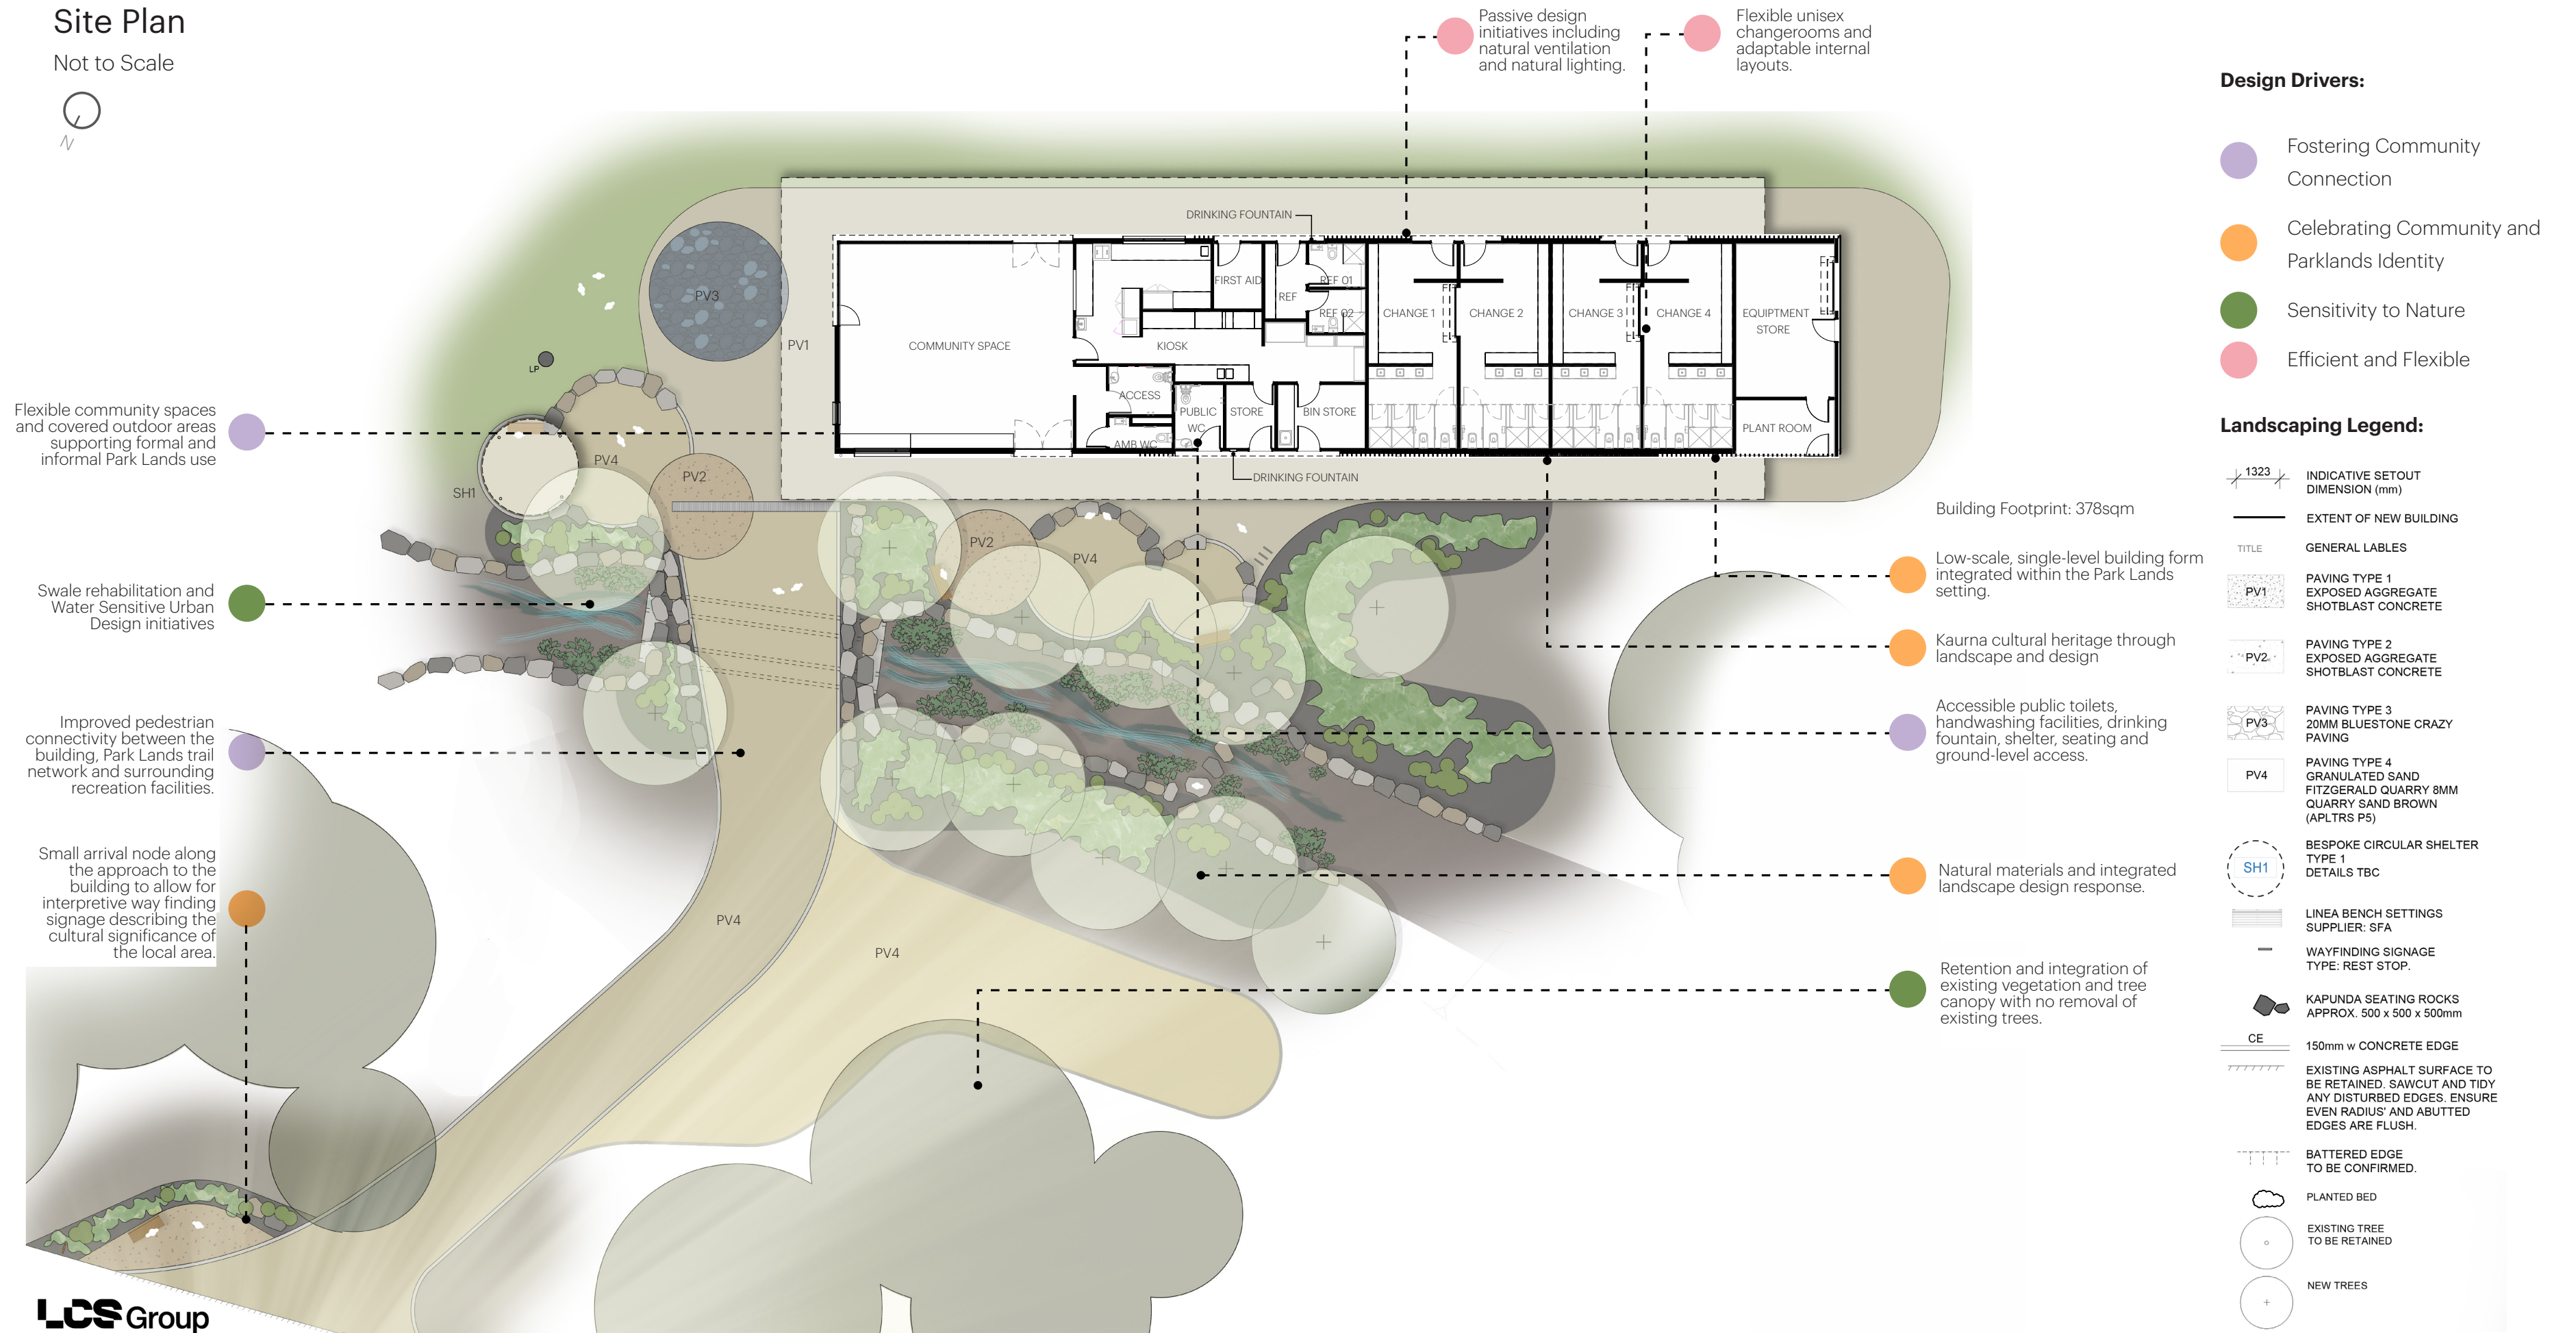 Site Plan
Not to Scale
N
Passive design
initiatives including
natural ventilation
and natural lighting.
Flexible unisex
changerooms and
adaptable internal
layouts.
DRINKING FOUNTAIN
FIRST AID
REF
REF 01
REF 02
CHANGE 1
CHANGE 2
CHANGE 3
CHANGE 4
EQUIPTMENT
STORE
COMMUNITY SPACE
KIOSK
ACCESS
PUBLIC
WC
STORE
BIN STORE
AMB WC
PLANT ROOM
DRINKING FOUNTAIN
PV3
PV1
LP
PV4
SH1
PV2
PV2
PV4
PV4
PV4
Flexible community spaces
and covered outdoor areas
supporting formal and
informal Park Lands use
Swale rehabilitation and
Water Sensitive Urban
Design initiatives
Improved pedestrian
connectivity between the
building, Park Lands trail
network and surrounding
recreation facilities.
Small arrival node along
the approach to the
building to allow for
interpretive way finding
signage describing the
cultural significance of
the local area.
LCS Group
Building Footprint: 378sqm
Low-scale, single-level building form
integrated within the Park Lands
setting.
Kaurna cultural heritage through
landscape and design
Accessible public toilets,
handwashing facilities, drinking
fountain, shelter, seating and
ground-level access.
Natural materials and integrated
landscape design response.
Retention and integration of
existing vegetation and tree
canopy with no removal of
existing trees.
Design Drivers:
Fostering Community
Connection
Celebrating Community and
Parklands Identity
Sensitivity to Nature
Efficient and Flexible
Landscaping Legend:
1323
INDICATIVE SETOUT
DIMENSION (mm)
EXTENT OF NEW BUILDING
TITLE
GENERAL LABLES
PV1
PAVING TYPE 1
EXPOSED AGGREGATE
SHOTBLAST CONCRETE
PV2
PAVING TYPE 2
EXPOSED AGGREGATE
SHOTBLAST CONCRETE
PV3
PAVING TYPE 3
20MM BLUESTONE CRAZY
PAVING
PV4
PAVING TYPE 4
GRANULATED SAND
FITZGERALD QUARRY 8MM
QUARRY SAND BROWN
(APLTRS P5)
SH1
BESPOKE CIRCULAR SHELTER
TYPE 1
DETAILS TBC
LINEA BENCH SETTINGS
SUPPLIER: SFA
WAYFINDING SIGNAGE
TYPE: REST STOP.
KAPUNDA SEATING ROCKS
APPROX. 500 x 500 x 500mm
CE
150mm w CONCRETE EDGE
EXISTING ASPHALT SURFACE TO
BE RETAINED. SAWCUT AND TIDY
ANY DISTURBED EDGES. ENSURE
EVEN RADIUS' AND ABUTTED
EDGES ARE FLUSH.
BATTERED EDGE
TO BE CONFIRMED.
PLANTED BED
EXISTING TREE
TO BE RETAINED
NEW TREES